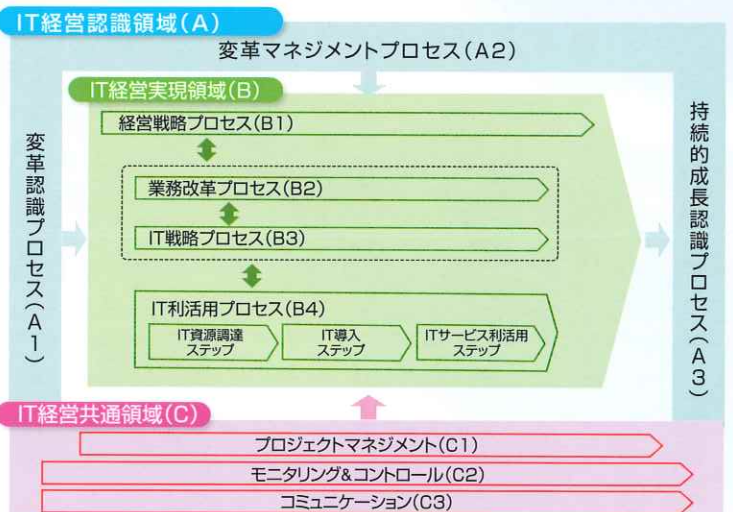 IT経営認識領域(A)
変革マネジメントプロセス(A2)
変革認識プロセス(A1)
IT経営実現領域(B)
経営戦略プロセス(B1)
業務改革プロセス(B2)
IT戦略プロセス(B3)
IT利活用プロセス(B4)
IT資源調達
ステップ
IT導入
ステップ
ITサービス利活用
ステップ
持続的成長認識プロセス(A3)
IT経営共通領域(C)
プロジェクトマネジメント(C1)
モニタリング&コントロール(C2)
コミュニケーション(C3)